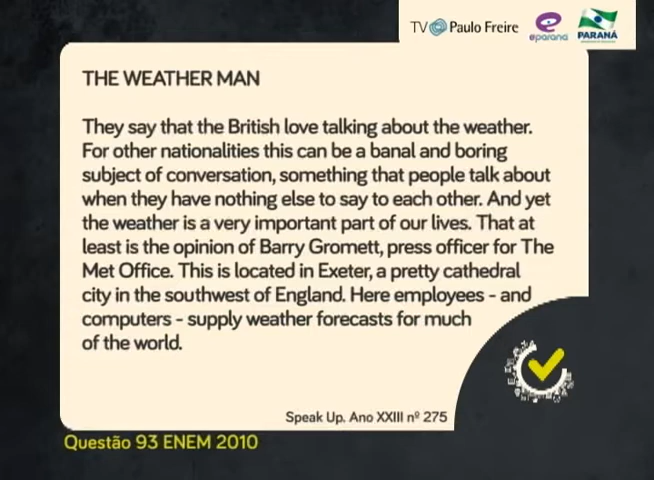 TV Paulo Freire
eparaná
PARANÁ
THE WEATHER MAN
They say that the British love talking about the weather.
For other nationalities this can be a banal and boring
subject of conversation, something that people talk about
when they have nothing else to say to each other. And yet
the weather is a very important part of our lives. That at
least is the opinion of Barry Gromett, press officer for The
Met Office. This is located in Exeter, a pretty cathedral
city in the southwest of England. Here employees - and
computers - supply weather forecasts for much
of the world.
Speak Up. Ano XXIII nº 275
Questão 93 ENEM 2010